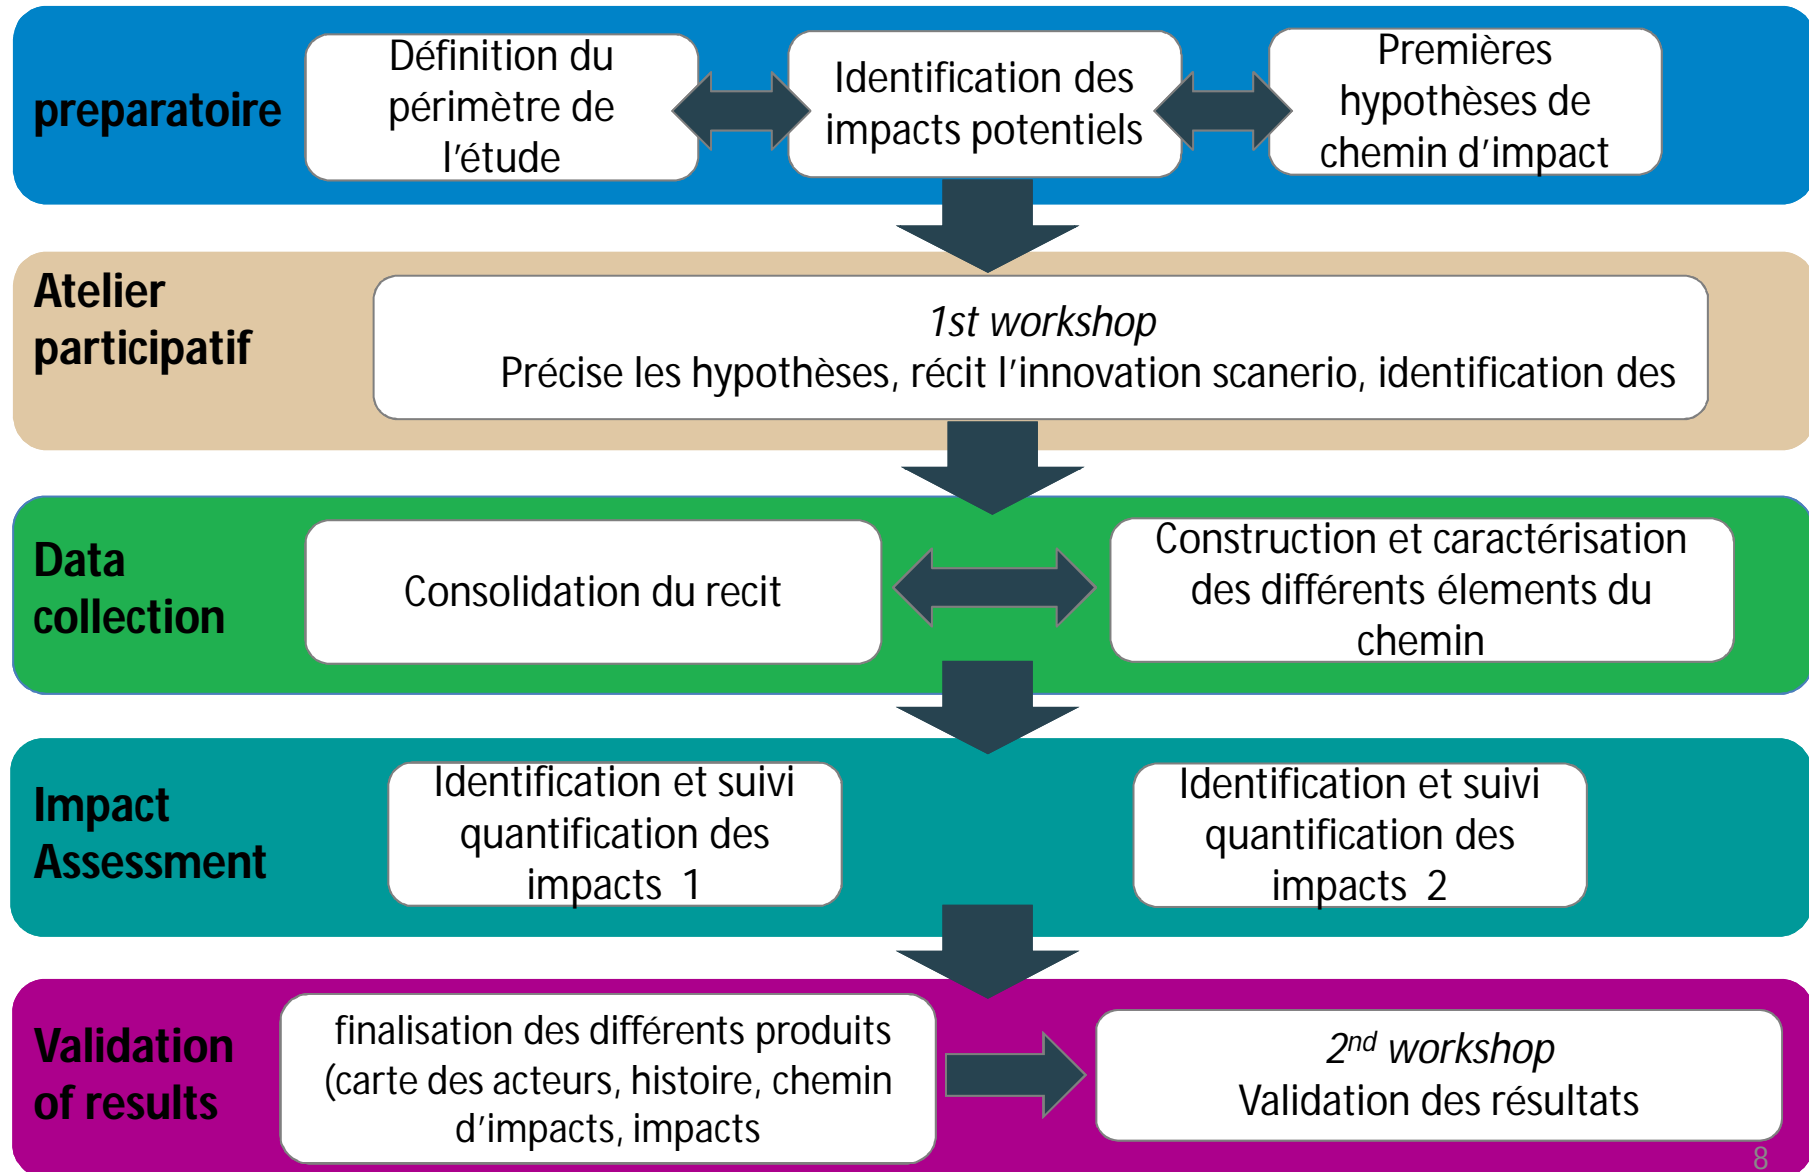 preparatoire
Définition du
périmètre de
l'étude
Identification des
impacts potentiels
Premières
hypothèses de
chemin d'impact
Atelier
participatif
1st workshop
Précise les hypothèses, récit l'innovation scanerio, identification des
Data
collection
Consolidation du recit
Construction et caractérisation
des différents élements du
chemin
Impact
Assessment
Identification et suivi
quantification des
impacts 1
Identification et suivi
quantification des
impacts 2
Validation
of results
finalisation des différents produits
(carte des acteurs, histoire, chemin
d'impacts, impacts
2nd workshop
Validation des résultats
8